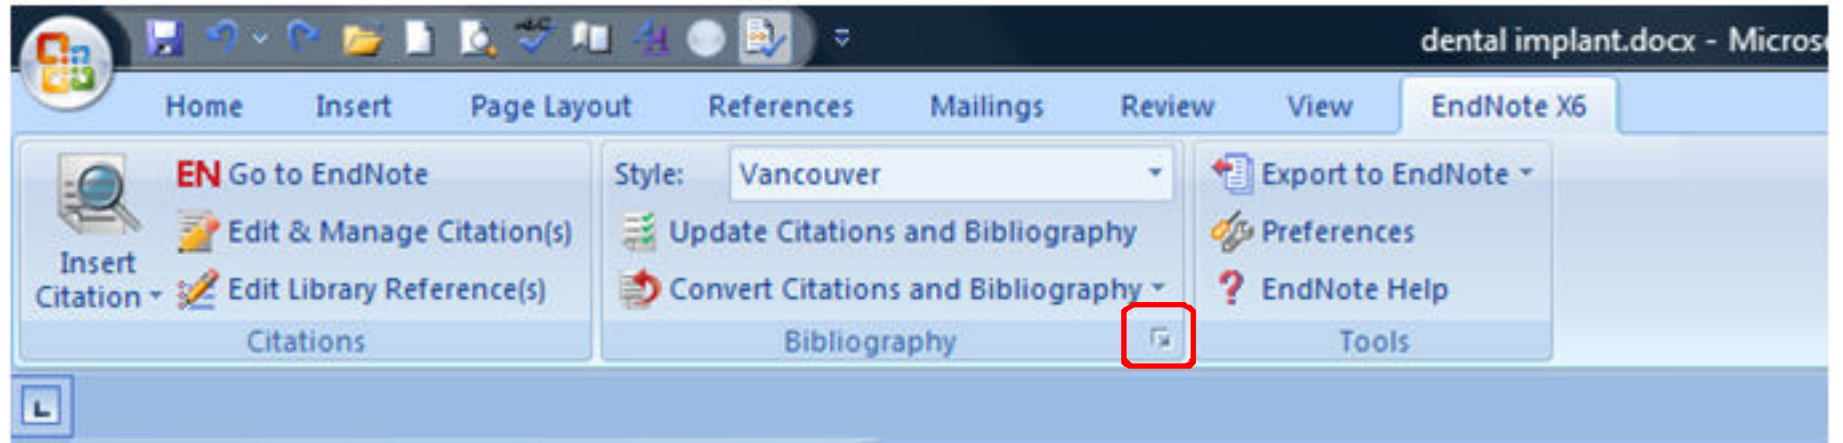 dental implant.docx - Micros
Home Insert Page Layout References Mailings Review View EndNote X6
Insert Citation
EN Go to EndNote
Edit & Manage Citation(s)
Edit Library Reference(s)
Citations
Style: Vancouver
Update Citations and Bibliography
Convert Citations and Bibliography
Bibliography
Export to EndNote
Preferences
? EndNote Help
Tools